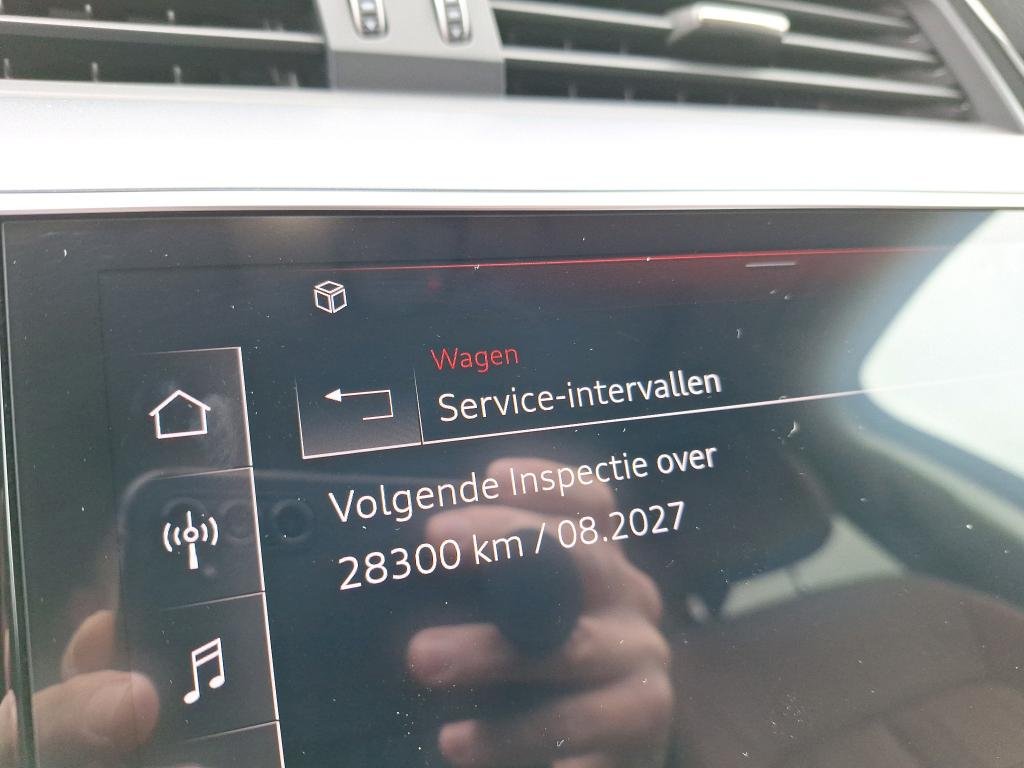 Wagen
Service-intervallen
Volgende Inspectie over
28300 km / 08.2027